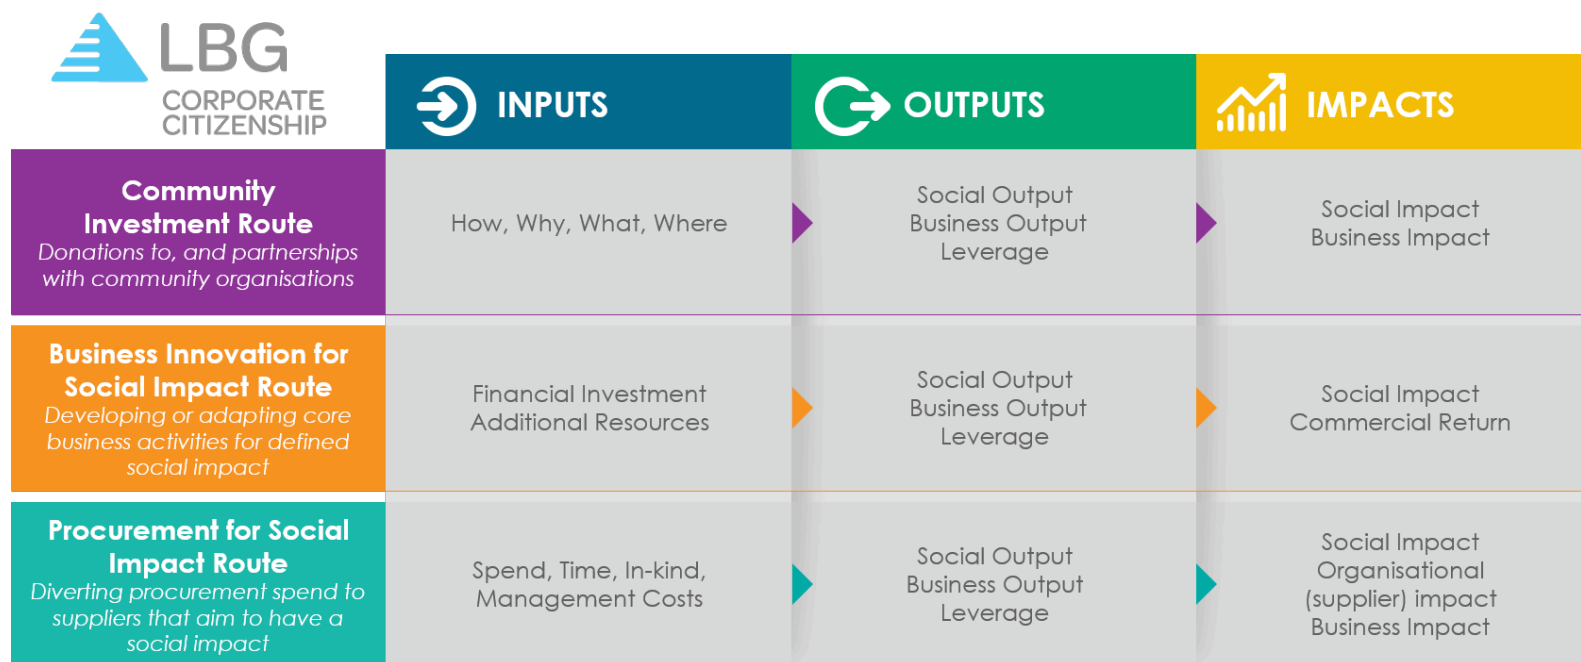 LBG
CORPORATE
CITIZENSHIP
INPUTS
OUTPUTS
IMPACTS
Community
Investment Route
Donations to, and partnerships
with community organisations
How, Why, What, Where
Social Output
Business Output
Leverage
Social Impact
Business Impact
Business Innovation for
Social Impact Route
Developing or adapting core
business activities for defined
social impact
Financial Investment
Additional Resources
Social Output
Business Output
Leverage
Social Impact
Commercial Return
Procurement for Social
Impact Route
Diverting procurement spend to
suppliers that aim to have a
social impact
Spend, Time, In-kind,
Management Costs
Social Output
Business Output
Leverage
Social Impact
Organisational
(supplier) impact
Business Impact